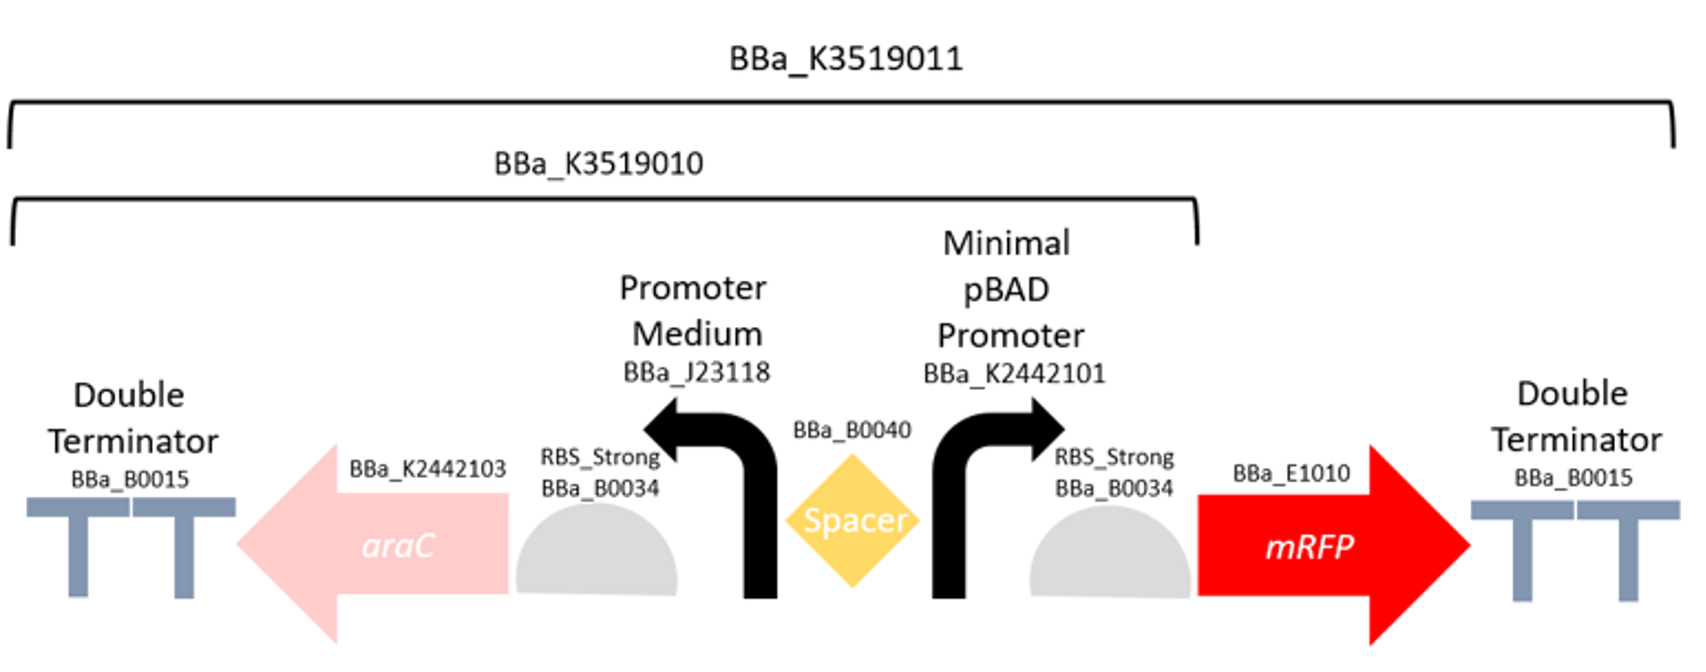 BBa_K3519011
BBa_K3519010
Minimal
pBAD
Promoter
BBa_K2442101
Promoter
Medium
BBa_J23118
Double
Terminator
BBa_B0015
BBa_K2442103
araC
RBS_Strong
BBa_B0034
BBa_B0040
Spacer
RBS_Strong
BBa_B0034
BBa_E1010
mRFP
Double
Terminator
BBa_B0015